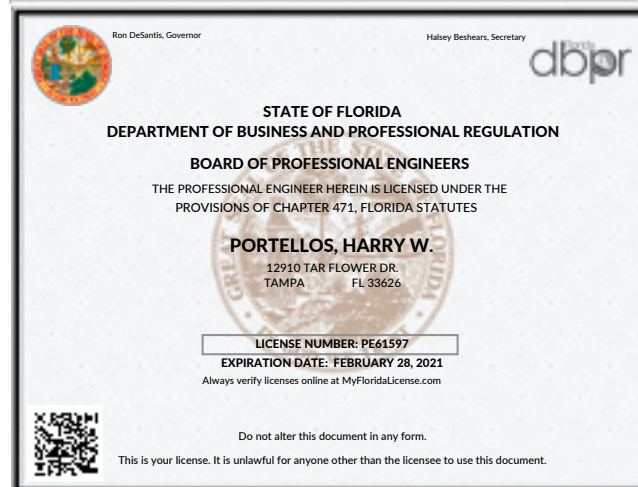 Ron DeSantis, Governor
Halsey Beshears, Secretary
Florida
dbpr
STATE OF FLORIDA
DEPARTMENT OF BUSINESS AND PROFESSIONAL REGULATION
BOARD OF PROFESSIONAL ENGINEERS
THE PROFESSIONAL ENGINEER HEREIN IS LICENSED UNDER THE
PROVISIONS OF CHAPTER 471, FLORIDA STATUTES
PORTELLOS, HARRY W.
12910 TAR FLOWER DR.
TAMPA FL 33626
LICENSE NUMBER: PE61597
EXPIRATION DATE: FEBRUARY 28, 2021
Always verify licenses online at MyFloridaLicense.com
Do not alter this document in any form.
This is your license. It is unlawful for anyone other than the licensee to use this document.